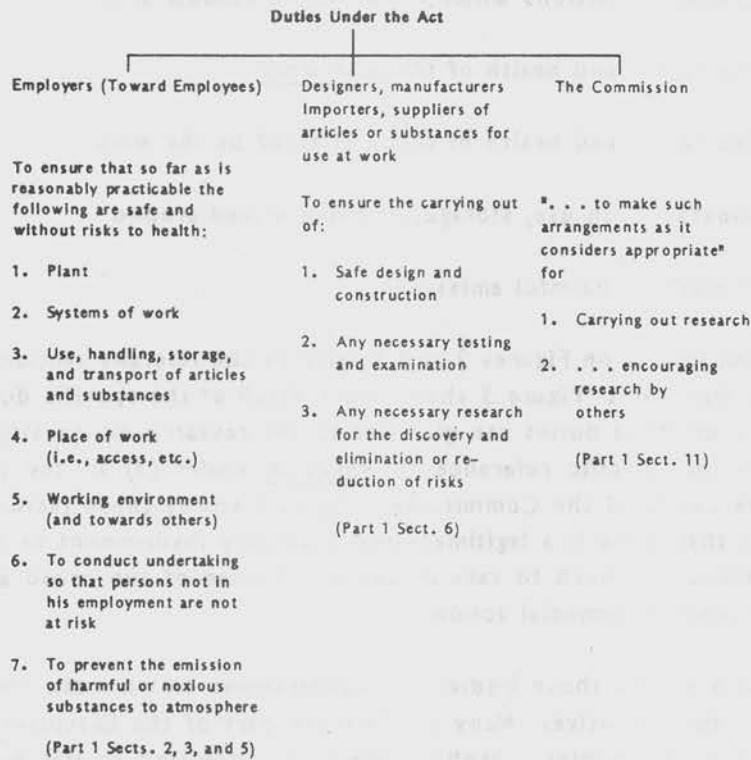 Duties Under the Act
Employers (Toward Employees)
To ensure that so far as is
reasonably practicable the
following are safe and
without risks to health:
1. Plant
2. Systems of work
3. Use, handling, storage,
and transport of articles
and substances
4. Place of work
(i.e., access, etc.)
5. Working environment
(and towards others)
6. To conduct undertaking
so that persons not in
his employment are not
at risk
7. To prevent the emission
of harmful or noxious
substances to atmosphere
(Part 1 Sects. 2, 3, and 5)
Designers, manufacturers
Importers, suppliers of
articles or substances for
use at work
To ensure the carrying out
of:
1. Safe design and
construction
2. Any necessary testing
and examination
3. Any necessary research
for the discovery and
elimination or re-
duction of risks
(Part 1 Sect. 6)
The Commission
". . . to make such
arrangements as it
considers appropriate"
for
1. Carrying out research
2. . . . encouraging
research by
others
(Part 1 Sect. 11)